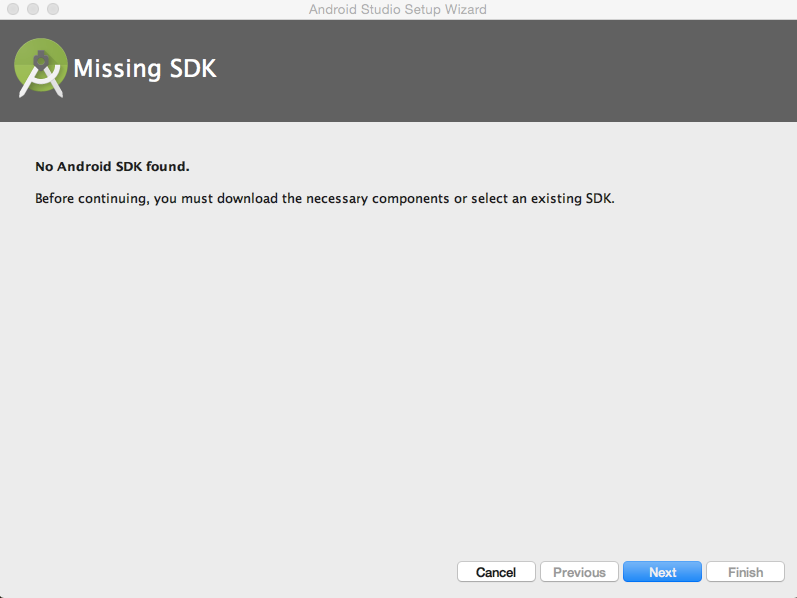 Android Studio Setup Wizard
Missing SDK
No Android SDK found.
Before continuing, you must download the necessary components or select an existing SDK.
Cancel
Previous
Next
Finish